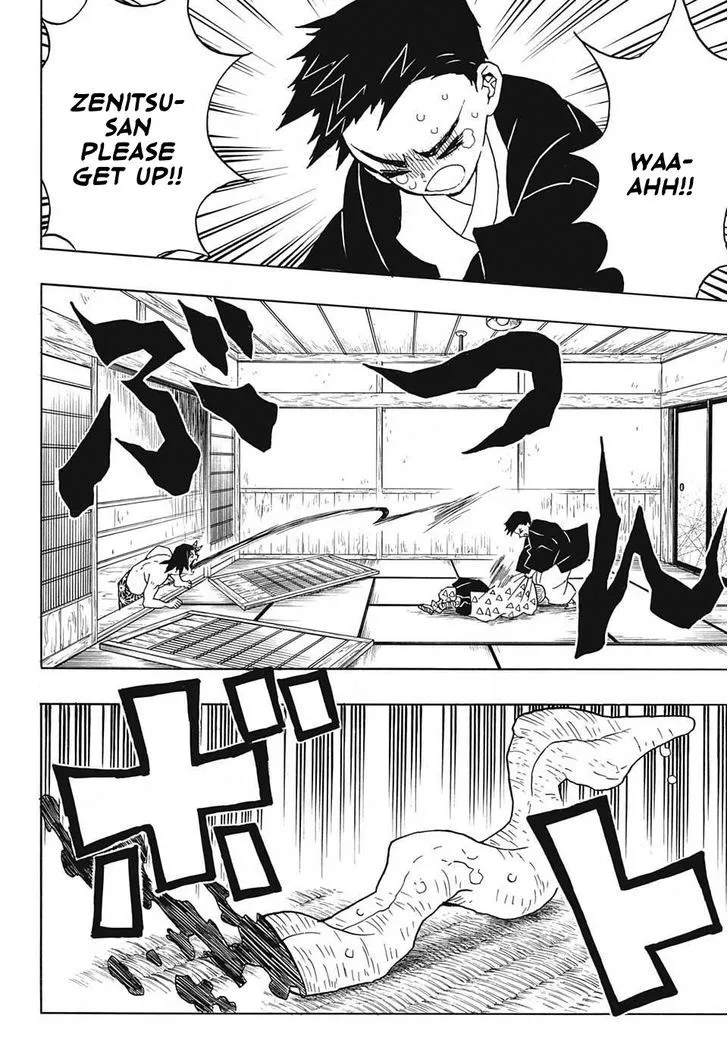 WAA-
AHH!!
ZENITSU-
SAN
PLEASE
GET UP!!
ぶつん
ボト